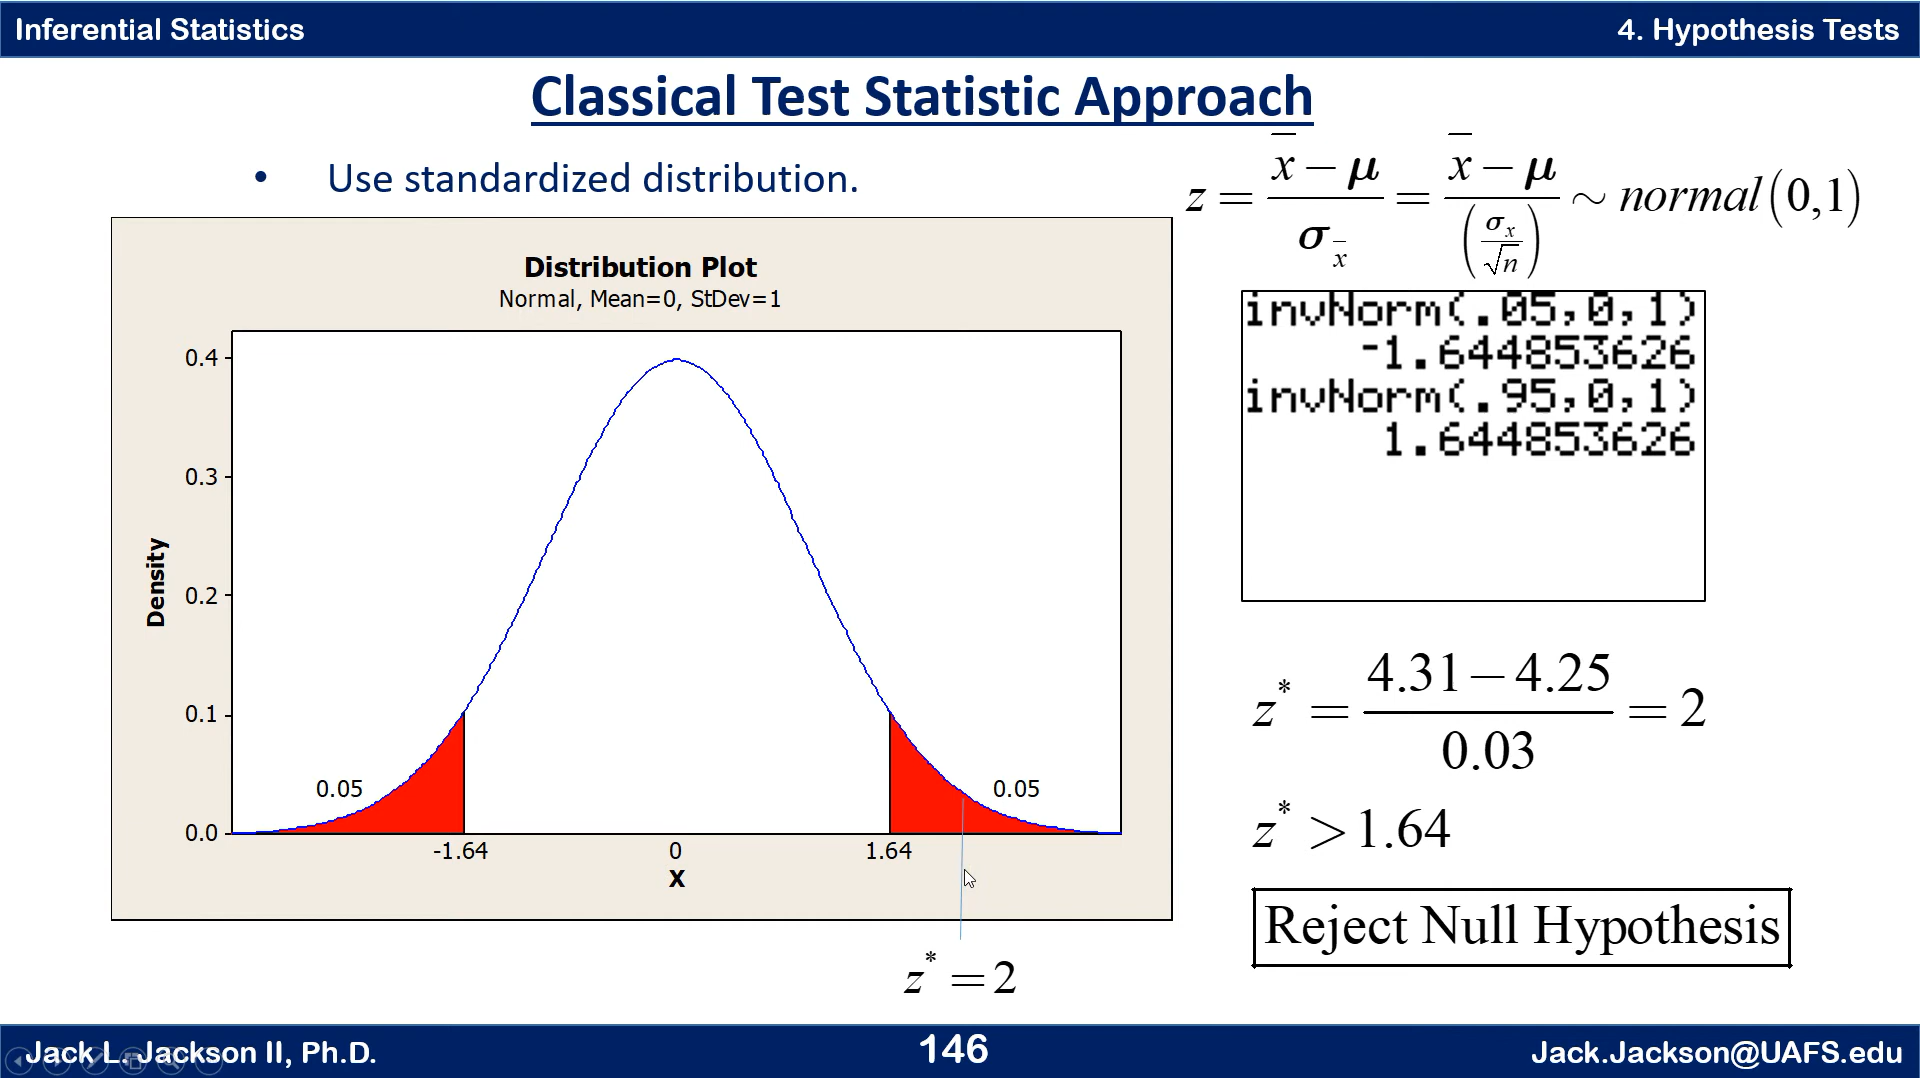 Inferential Statistics
4. Hypothesis Tests
Classical Test Statistic Approach
• Use standardized distribution.
z = (x̄ − μ) / σ_x̄ = (x̄ − μ) / (σ_x / √n) ~ normal(0,1)
Distribution Plot
Normal, Mean=0, StDev=1
0.4
0.3
0.2
0.1
0.0
Density
0.05
0.05
-1.64
0
1.64
X
z* = 2
invNorm(.05,0,1)
-1.644853626
invNorm(.95,0,1)
1.644853626
z* = (4.31 − 4.25) / 0.03 = 2
z* > 1.64
Reject Null Hypothesis
Jack L. Jackson II, Ph.D.
146
Jack.Jackson@UAFS.edu